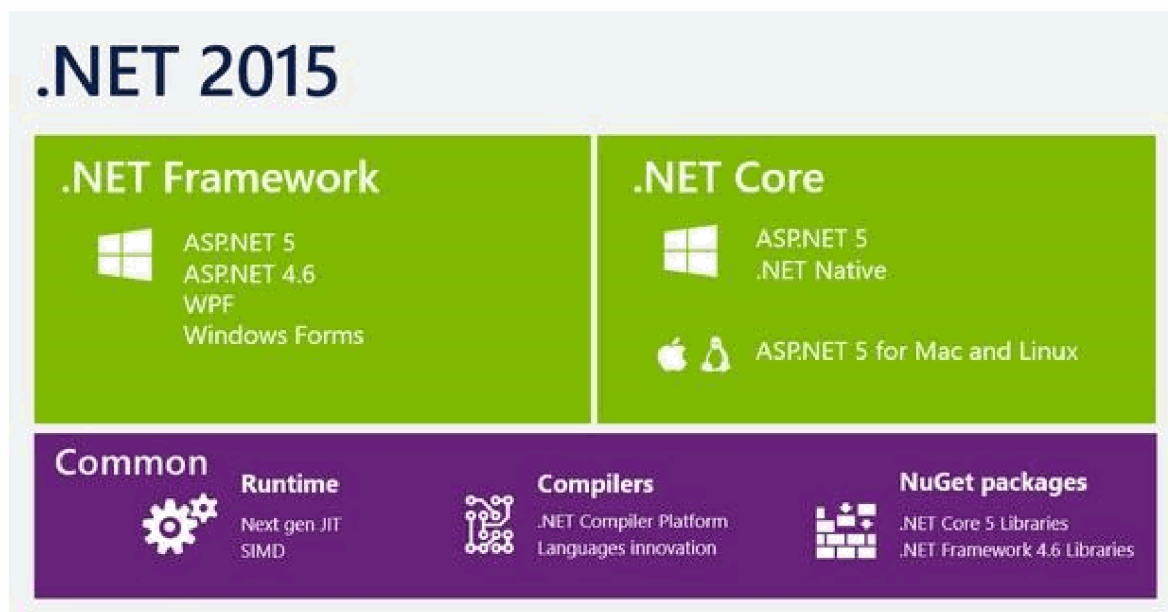 .NET 2015
.NET Framework
ASP.NET 5
ASP.NET 4.6
WPF
Windows Forms
.NET Core
ASP.NET 5
.NET Native
ASP.NET 5 for Mac and Linux
Common
Runtime
Next gen JIT
SIMD
Compilers
.NET Compiler Platform
Languages innovation
NuGet packages
.NET Core 5 Libraries
.NET Framework 4.6 Libraries